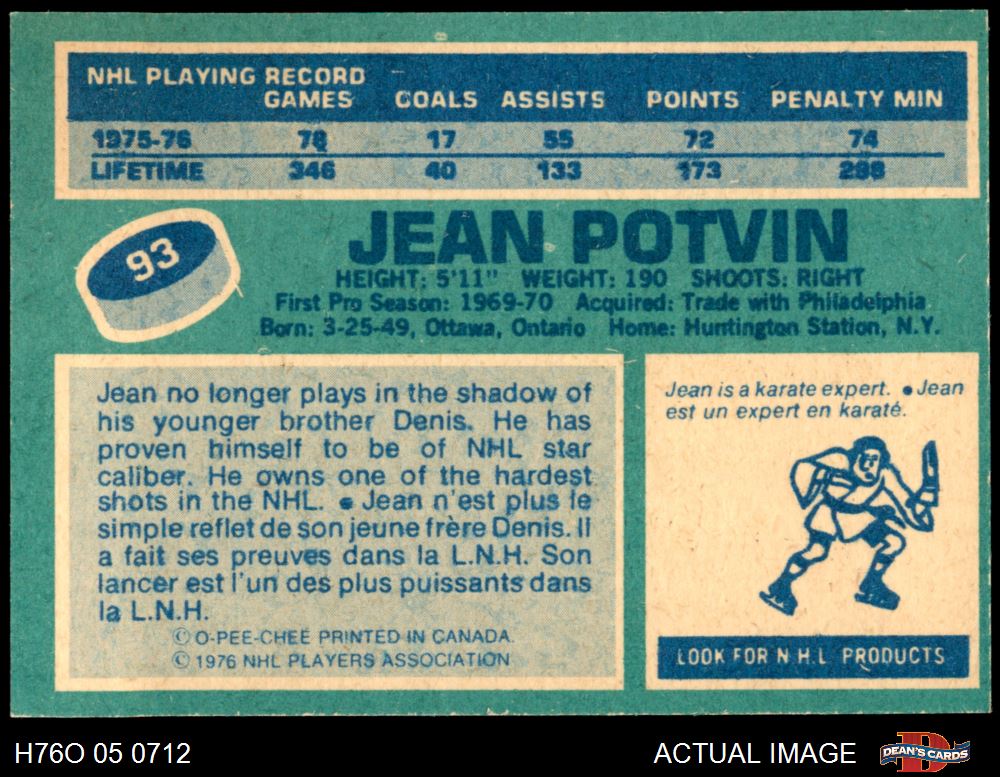 NHL PLAYING RECORD
GAMES GOALS ASSISTS POINTS PENALTY MIN
1975-76 78 17 55 72 74
LIFETIME 346 40 133 173 298
93
JEAN POTVIN
HEIGHT: 5'11" WEIGHT: 190 SHOOTS: RIGHT
First Pro Season: 1969-70 Acquired: Trade with Philadelphia
Born: 3-25-49, Ottawa, Ontario Home: Huntington Station, N.Y.
Jean no longer plays in the shadow of
his younger brother Denis. He has
proven himself to be of NHL star
caliber. He owns one of the hardest
shots in the NHL. ● Jean n'est plus le
simple reflet de son jeune frère Denis. Il
a fait ses preuves dans la L.N.H. Son
lancer est l'un des plus puissants dans
la L.N.H.
© O-PEE-CHEE PRINTED IN CANADA.
© 1976 NHL PLAYERS ASSOCIATION
Jean is a karate expert. ● Jean
est un expert en karaté.
LOOK FOR N.H.L. PRODUCTS
H76O 05 0712 ACTUAL IMAGE DEAN'S CARDS